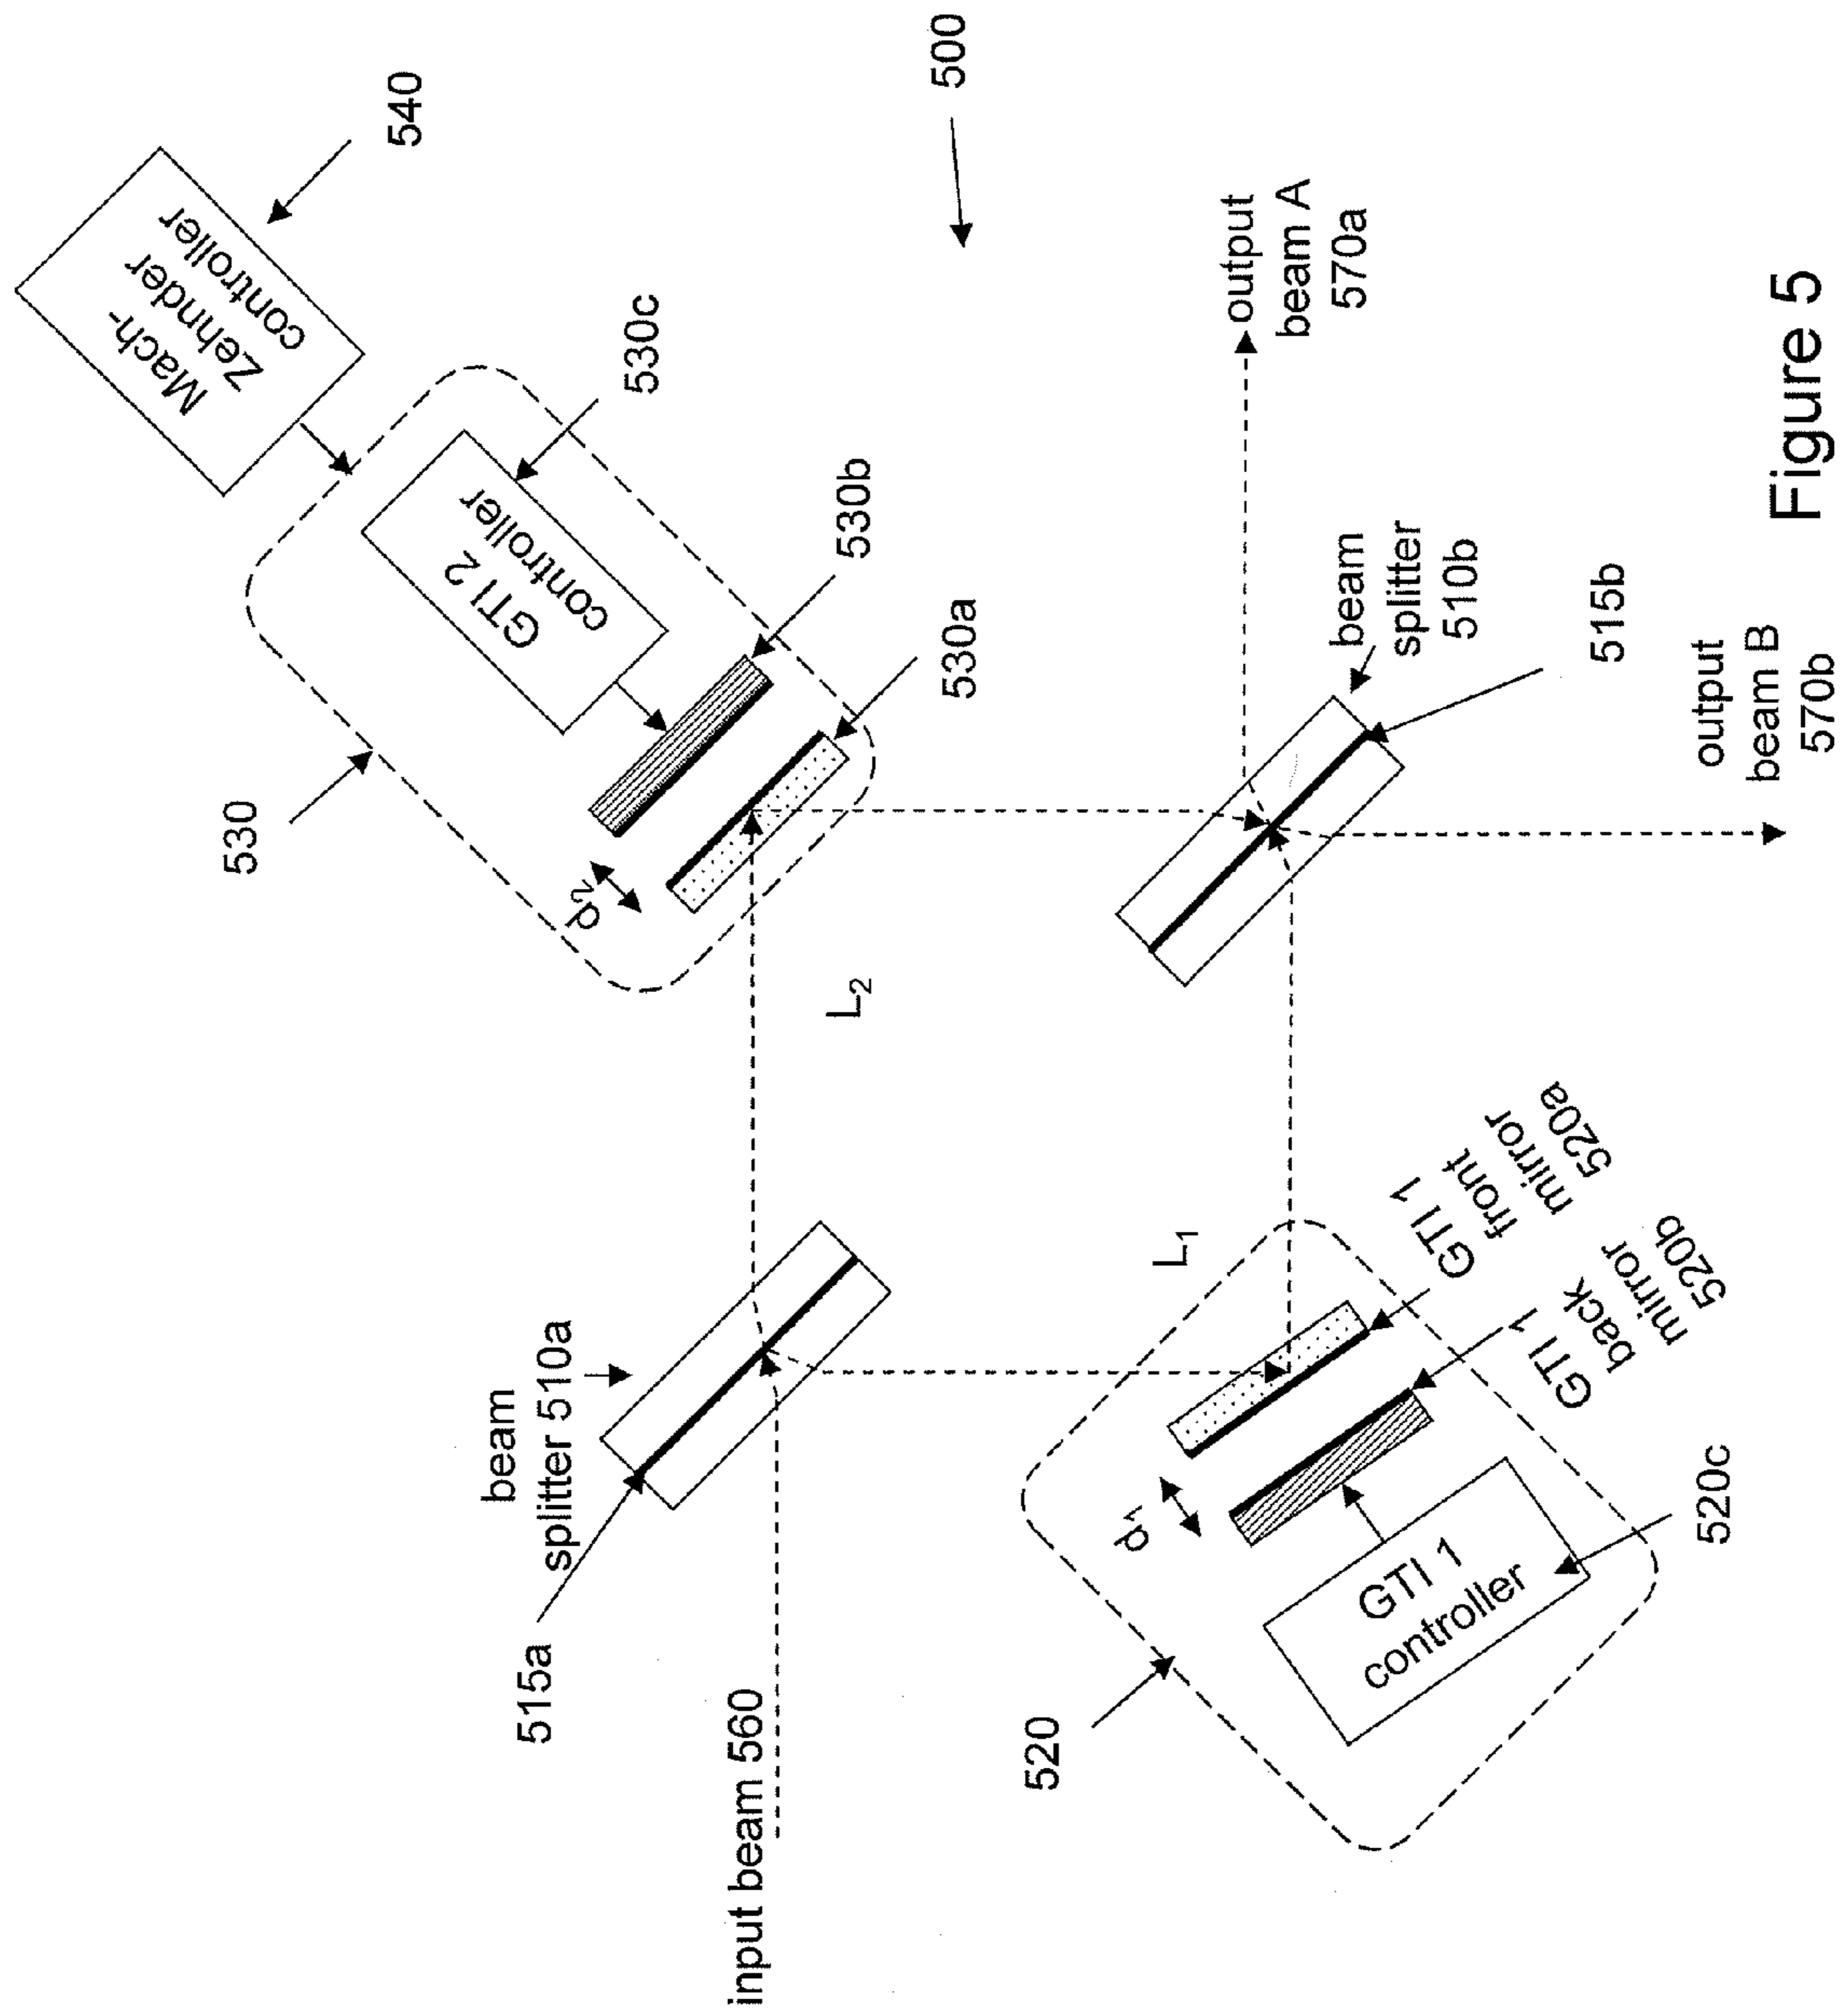 Mach-
Zehnder
controller
540
530
GTI 2
controller
530c
530b
530a
d2
L2
500
beam
splitter 510a
515a
input beam 560
output
beam A
570a
beam
splitter
510b
515b
output
beam B
570b
L1
520
d1
GTI 1
front
mirror
520a
GTI 1
back
mirror
520b
GTI 1
controller
520c
Figure 5